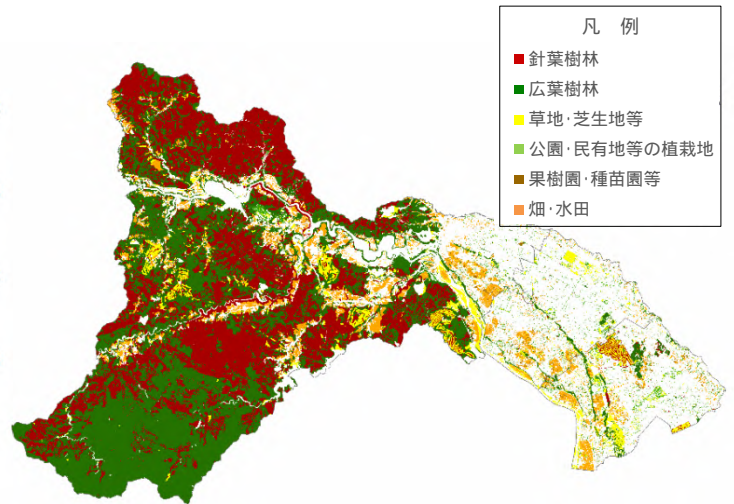 凡 例
針葉樹林
広葉樹林
草地・芝生地等
公園・民有地等の植栽地
果樹園・種苗園等
畑・水田